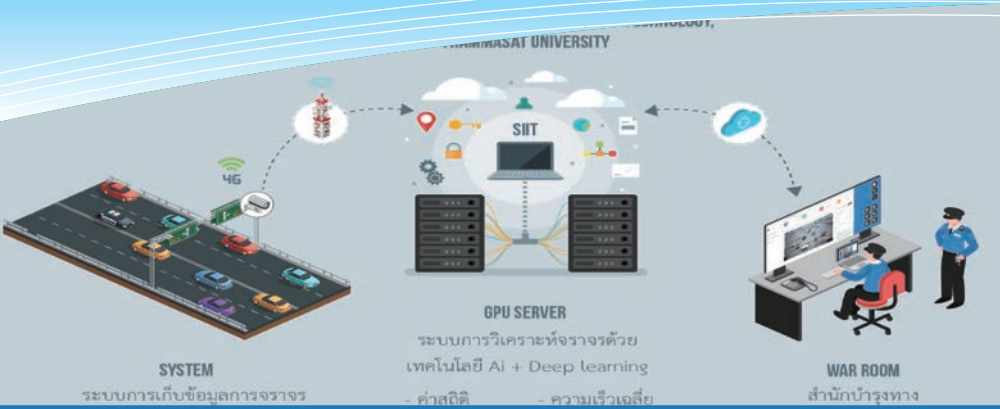 THAMMASAT UNIVERSITY
SIIT
4G
GPU SERVER
ระบบการวิเคราะห์จราจรด้วย
เทคโนโลยี Ai + Deep learning
- ค่าสถิติ - ความเร็วเฉลี่ย
SYSTEM
ระบบการเก็บข้อมูลการจราจร
WAR ROOM
สำนักบำรุงทาง